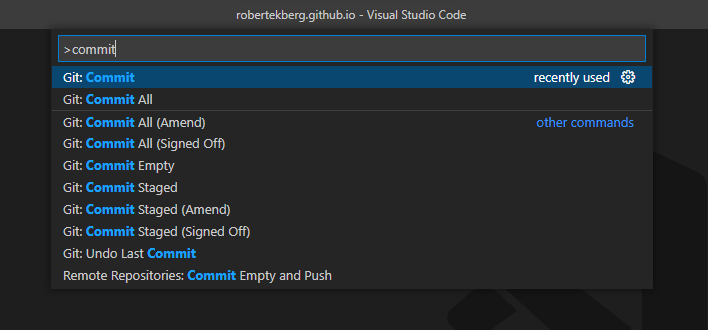 robertekberg.github.io - Visual Studio Code
>commit
Git: Commit recently used
Git: Commit All
Git: Commit All (Amend) other commands
Git: Commit All (Signed Off)
Git: Commit Empty
Git: Commit Staged
Git: Commit Staged (Amend)
Git: Commit Staged (Signed Off)
Git: Undo Last Commit
Remote Repositories: Commit Empty and Push